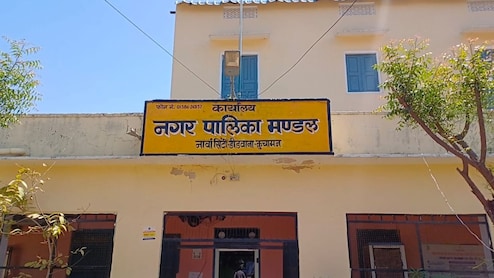 फोन नं.
कार्यालय
नगर पालिका मण्डल
नावाँ सिटी डीडवाना-कुचामन